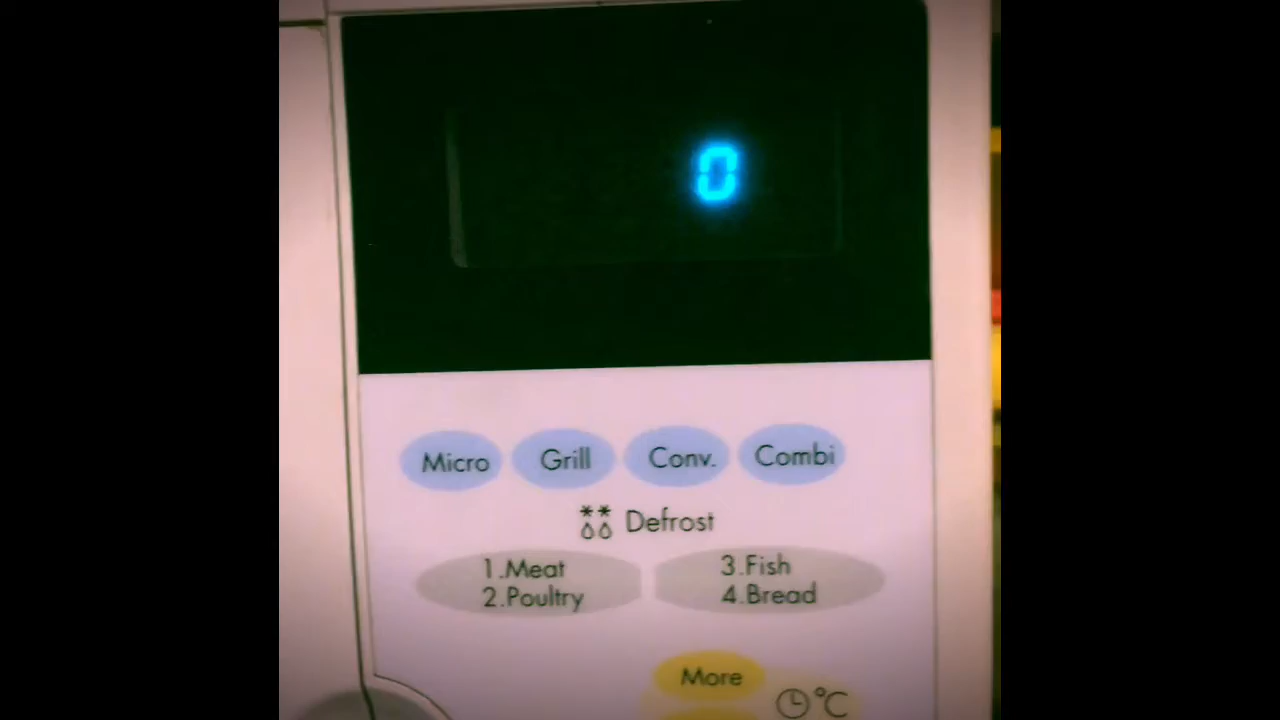 0
Micro Grill Conv. Combi
Defrost
1.Meat 3.Fish
2.Poultry 4.Bread
More
°C